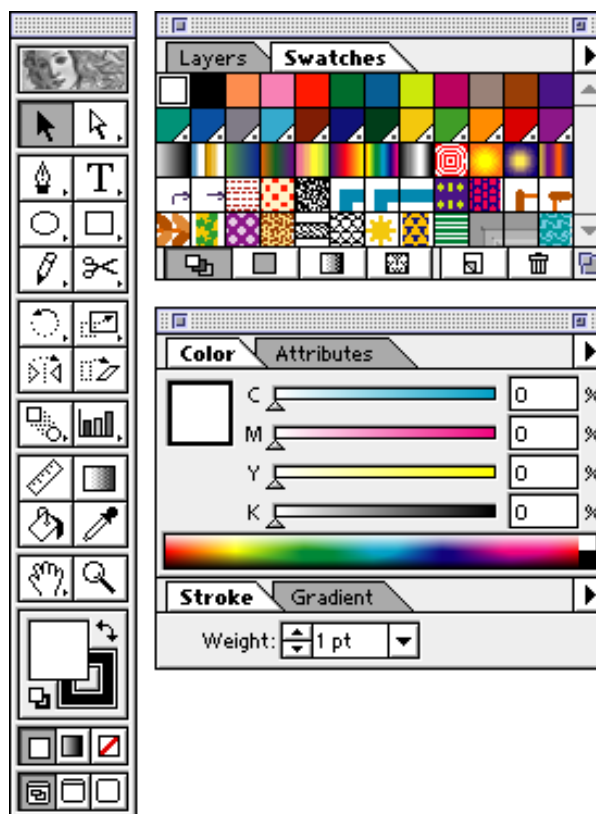 Layers Swatches
Color Attributes
C 0 %
M 0 %
Y 0 %
K 0 %
Stroke Gradient
Weight: 1 pt